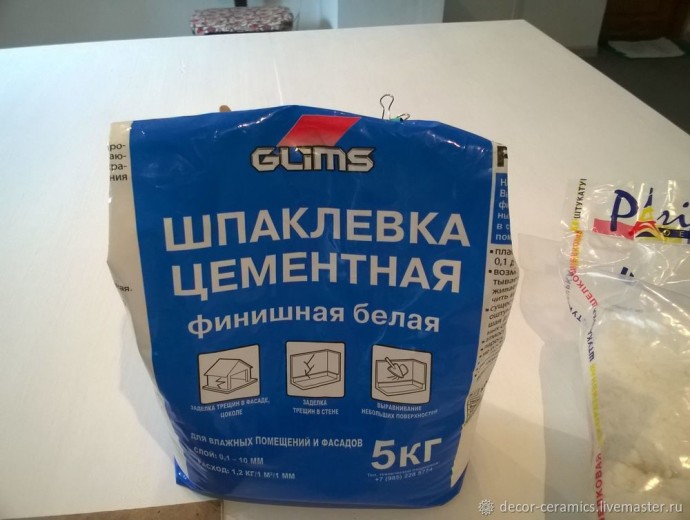 GLIMS
ШПАКЛЕВКА
ЦЕМЕНТНАЯ
финишная белая
ЗАДЕЛКА ТРЕЩИН В ФАСАДЕ,
ЦОКОЛЕ
ЗАДЕЛКА
ТРЕЩИН В СТЕНЕ
ВЫРАВНИВАНИЕ
НЕБОЛЬШИХ ПОВЕРХНОСТЕЙ
ДЛЯ ВЛАЖНЫХ ПОМЕЩЕНИЙ И ФАСАДОВ
СЛОЙ: 0,1 – 10 ММ
РАСХОД: 1,2 КГ/1 М²/1 ММ
5КГ
ШТУКАТУ
decor-ceramics.livemaster.ru